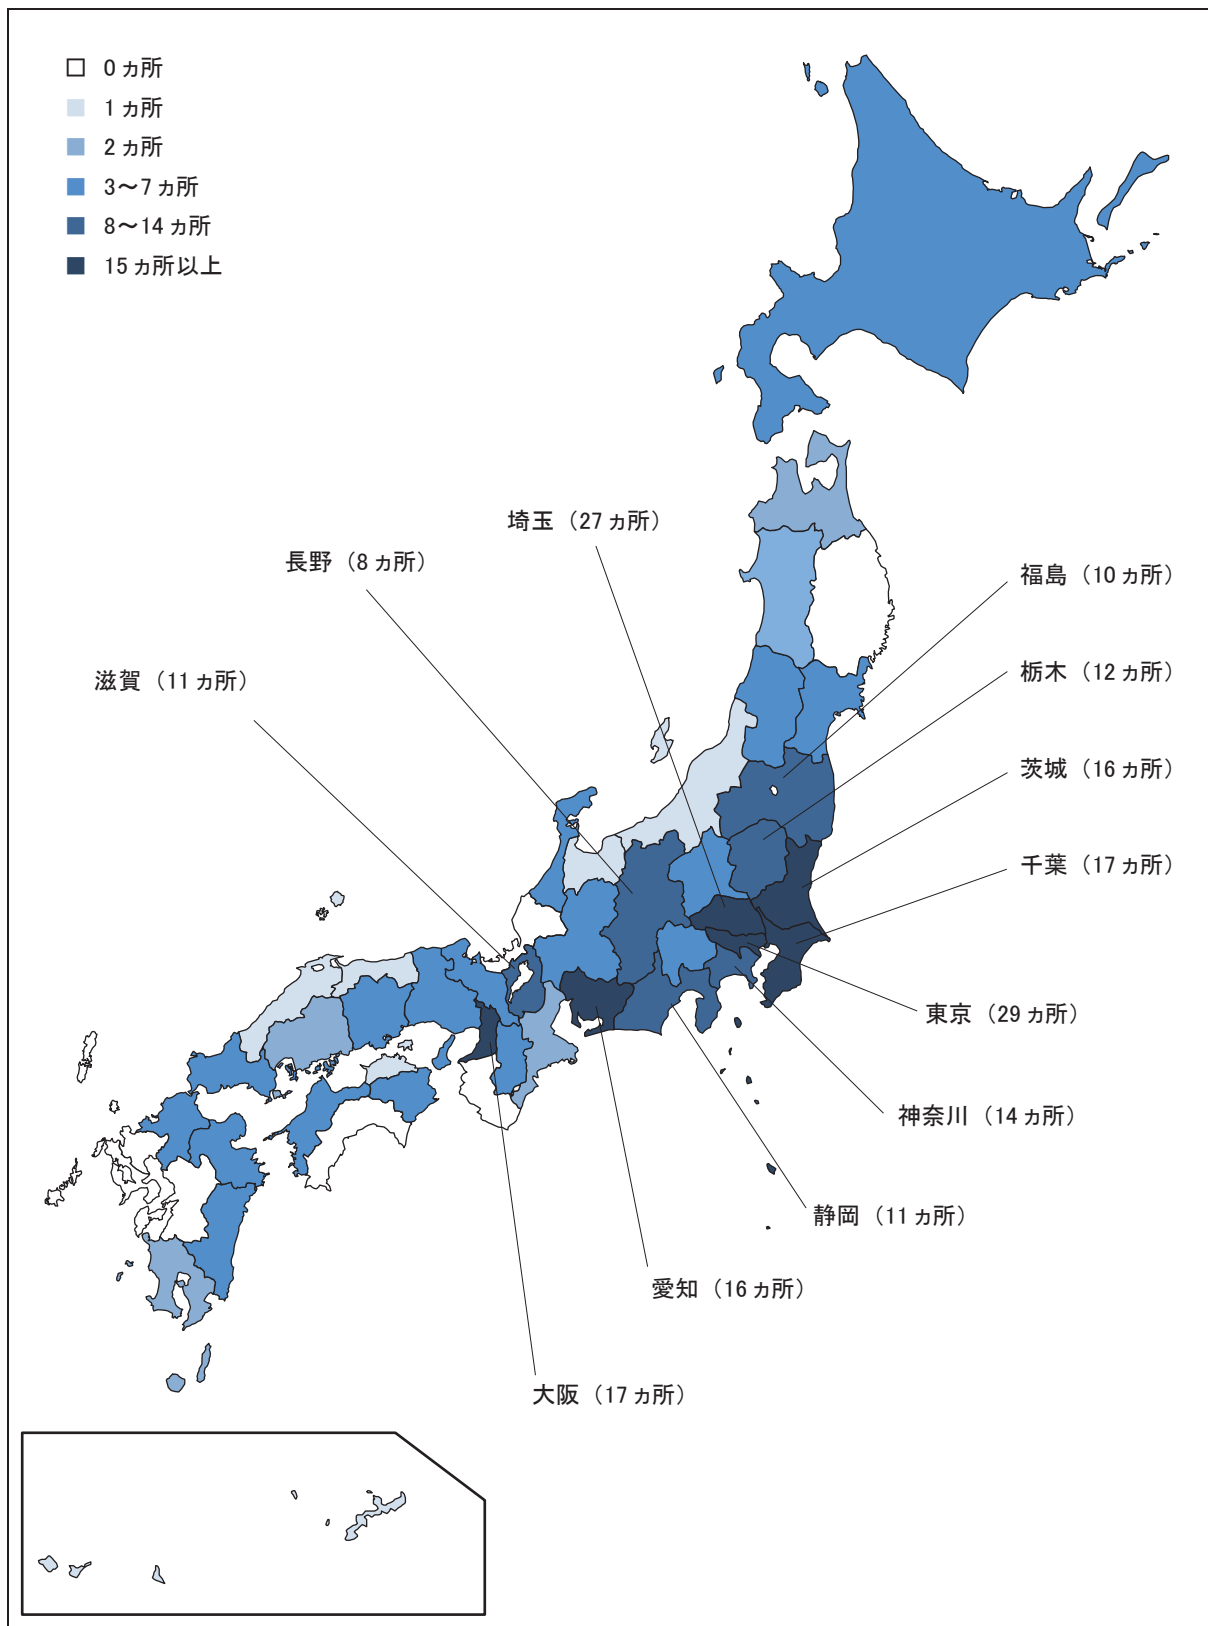 0ヵ所
1ヵ所
2ヵ所
3～7ヵ所
8～14ヵ所
15ヵ所以上
埼玉（27ヵ所）
長野（8ヵ所）
福島（10ヵ所）
滋賀（11ヵ所）
栃木（12ヵ所）
茨城（16ヵ所）
千葉（17ヵ所）
東京（29ヵ所）
神奈川（14ヵ所）
静岡（11ヵ所）
愛知（16ヵ所）
大阪（17ヵ所）